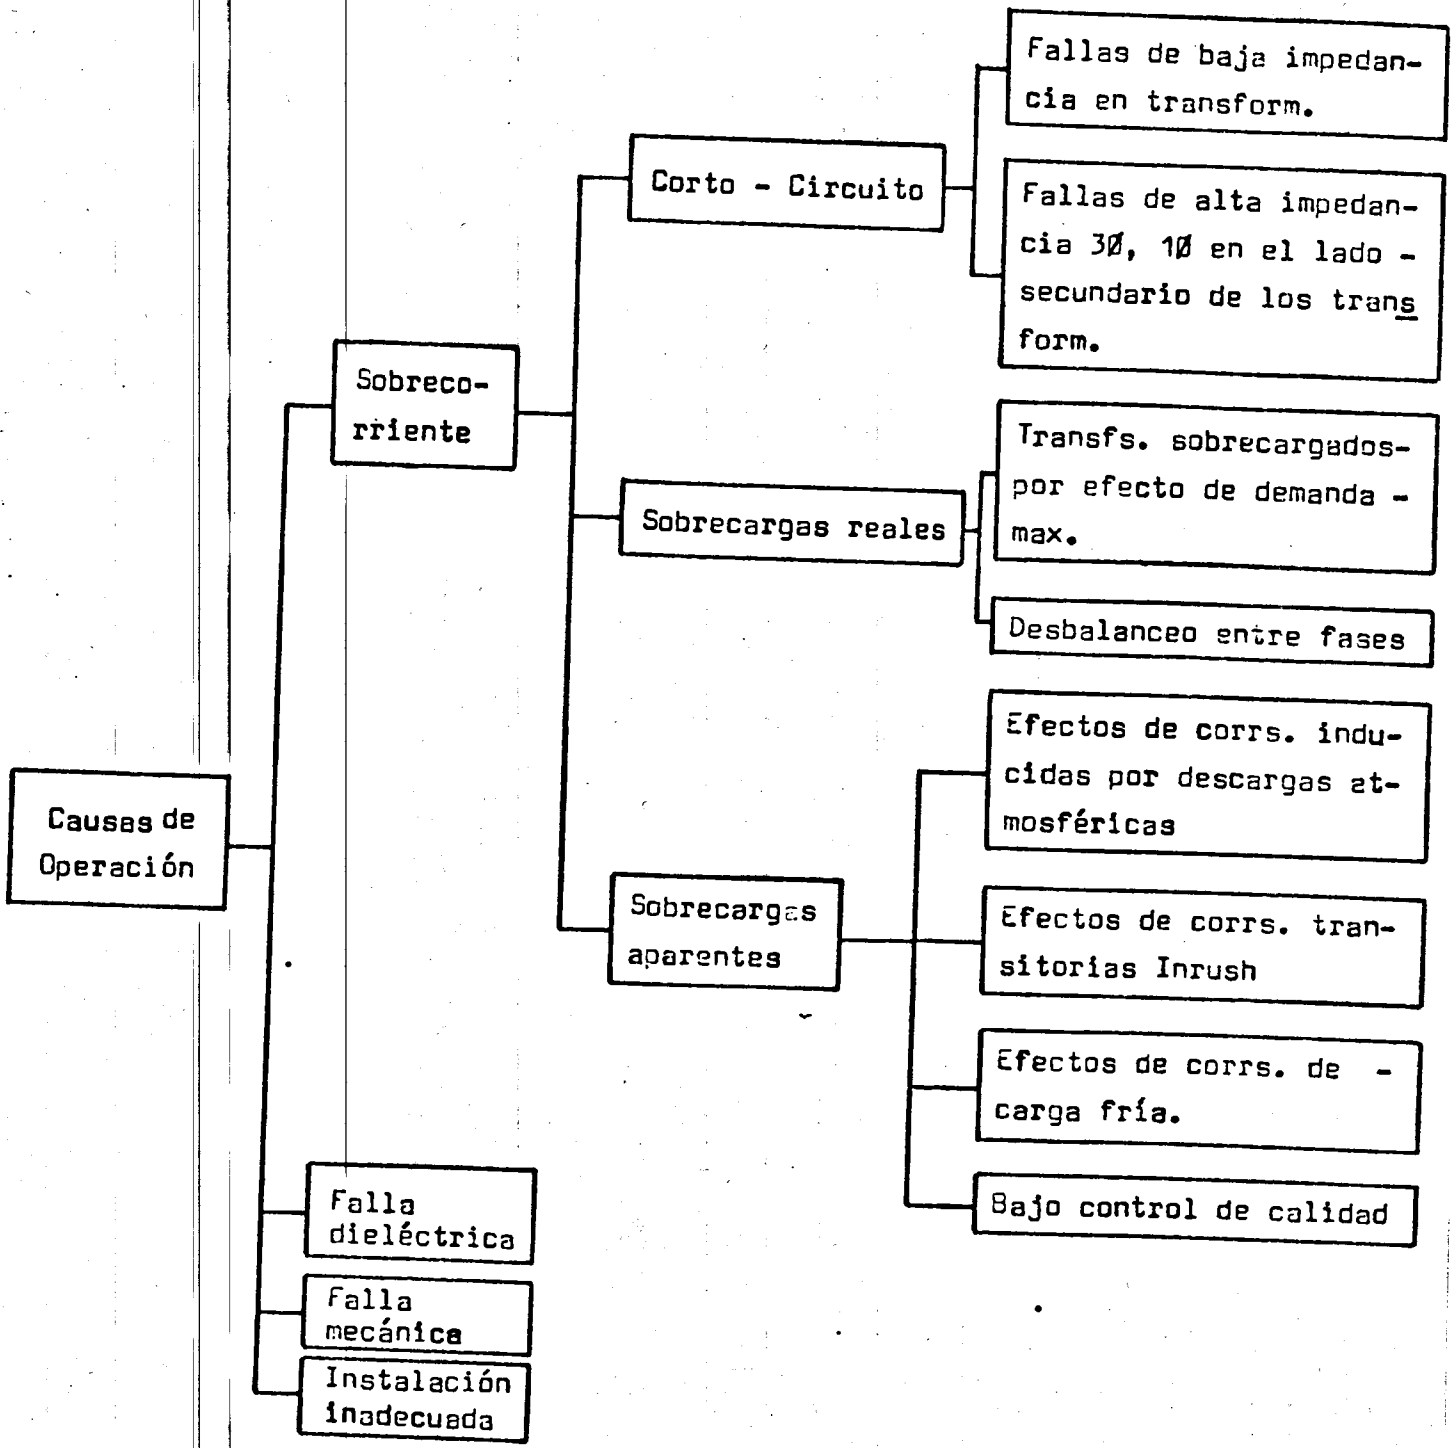 Causas de
Operación
Sobreco-
rriente
Corto - Circuito
Fallas de baja impedan-
cia en transform.
Fallas de alta impedan-
cia 3Ø, 1Ø en el lado -
secundario de los trans
form.
Sobrecargas reales
Transfs. sobrecargados-
por efecto de demanda -
max.
Desbalanceo entre fases
Sobrecargas
aparentes
Efectos de corrs. indu-
cidas por descargas at-
mosféricas
Efectos de corrs. tran-
sitorias Inrush
Efectos de corrs. de -
carga fría.
Bajo control de calidad
Falla
dieléctrica
Falla
mecánica
Instalación
inadecuada